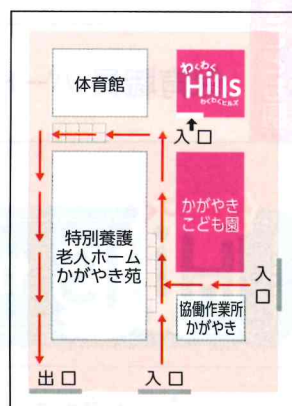 体育館
わくわく
Hills
わくわくヒルズ
入口
かがやき
こども園
特別養護
老人ホーム
かがやき苑
入
口
協働作業所
かがやき
出口
入口